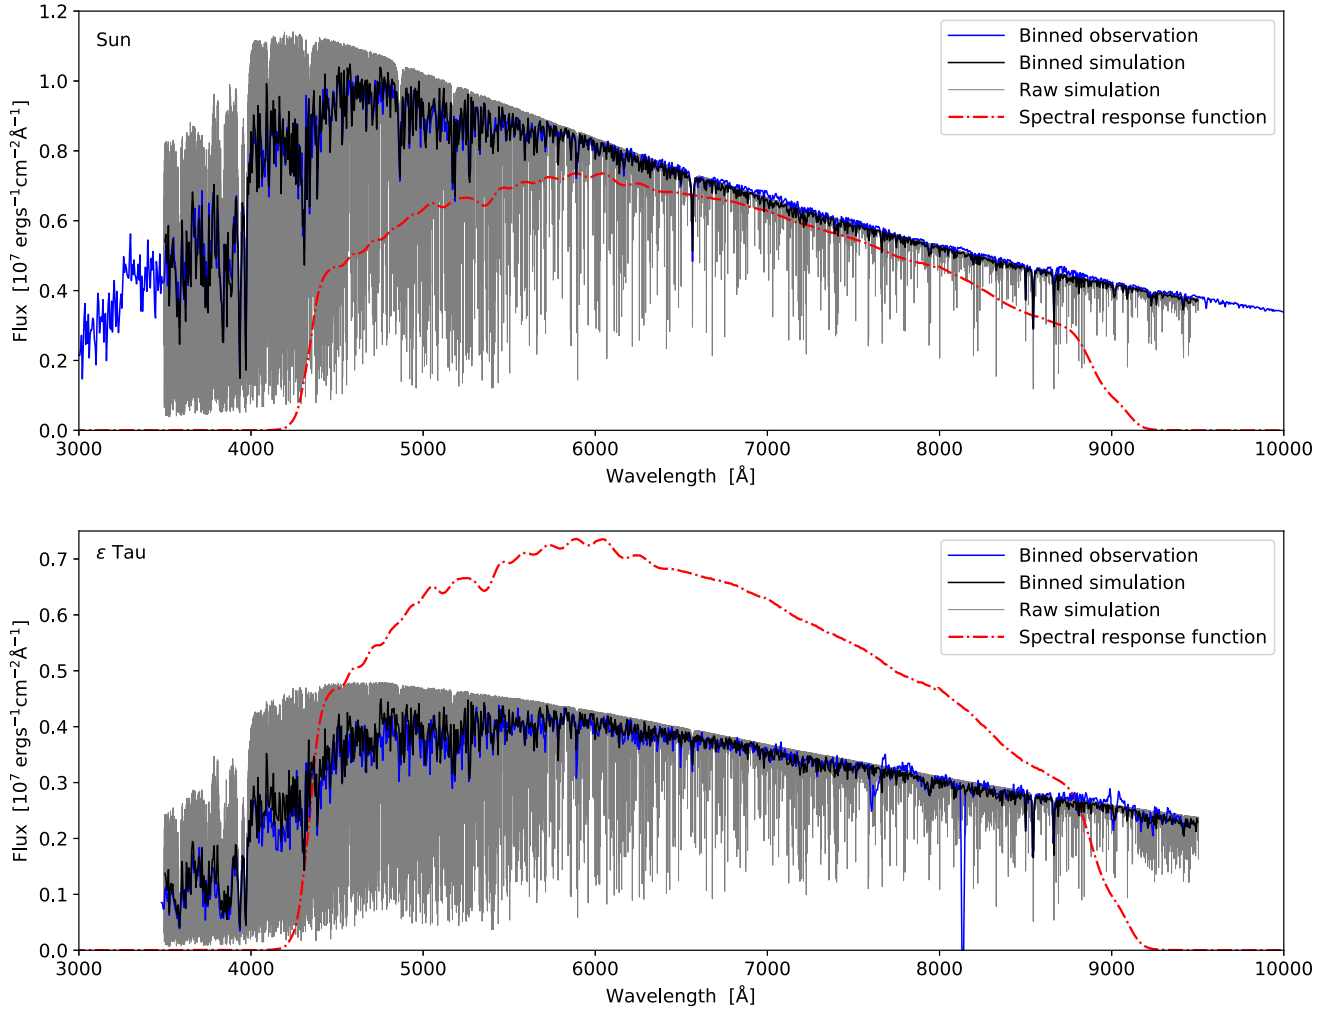 Sun
Binned observation
Binned simulation
Raw simulation
Spectral response function
Flux [10⁷ ergs⁻¹cm⁻²Å⁻¹]
1.2
1.0
0.8
0.6
0.4
0.2
0.0
3000 4000 5000 6000 7000 8000 9000 10000
Wavelength [Å]
ε Tau
Binned observation
Binned simulation
Raw simulation
Spectral response function
Flux [10⁷ ergs⁻¹cm⁻²Å⁻¹]
0.7
0.6
0.5
0.4
0.3
0.2
0.1
0.0
3000 4000 5000 6000 7000 8000 9000 10000
Wavelength [Å]